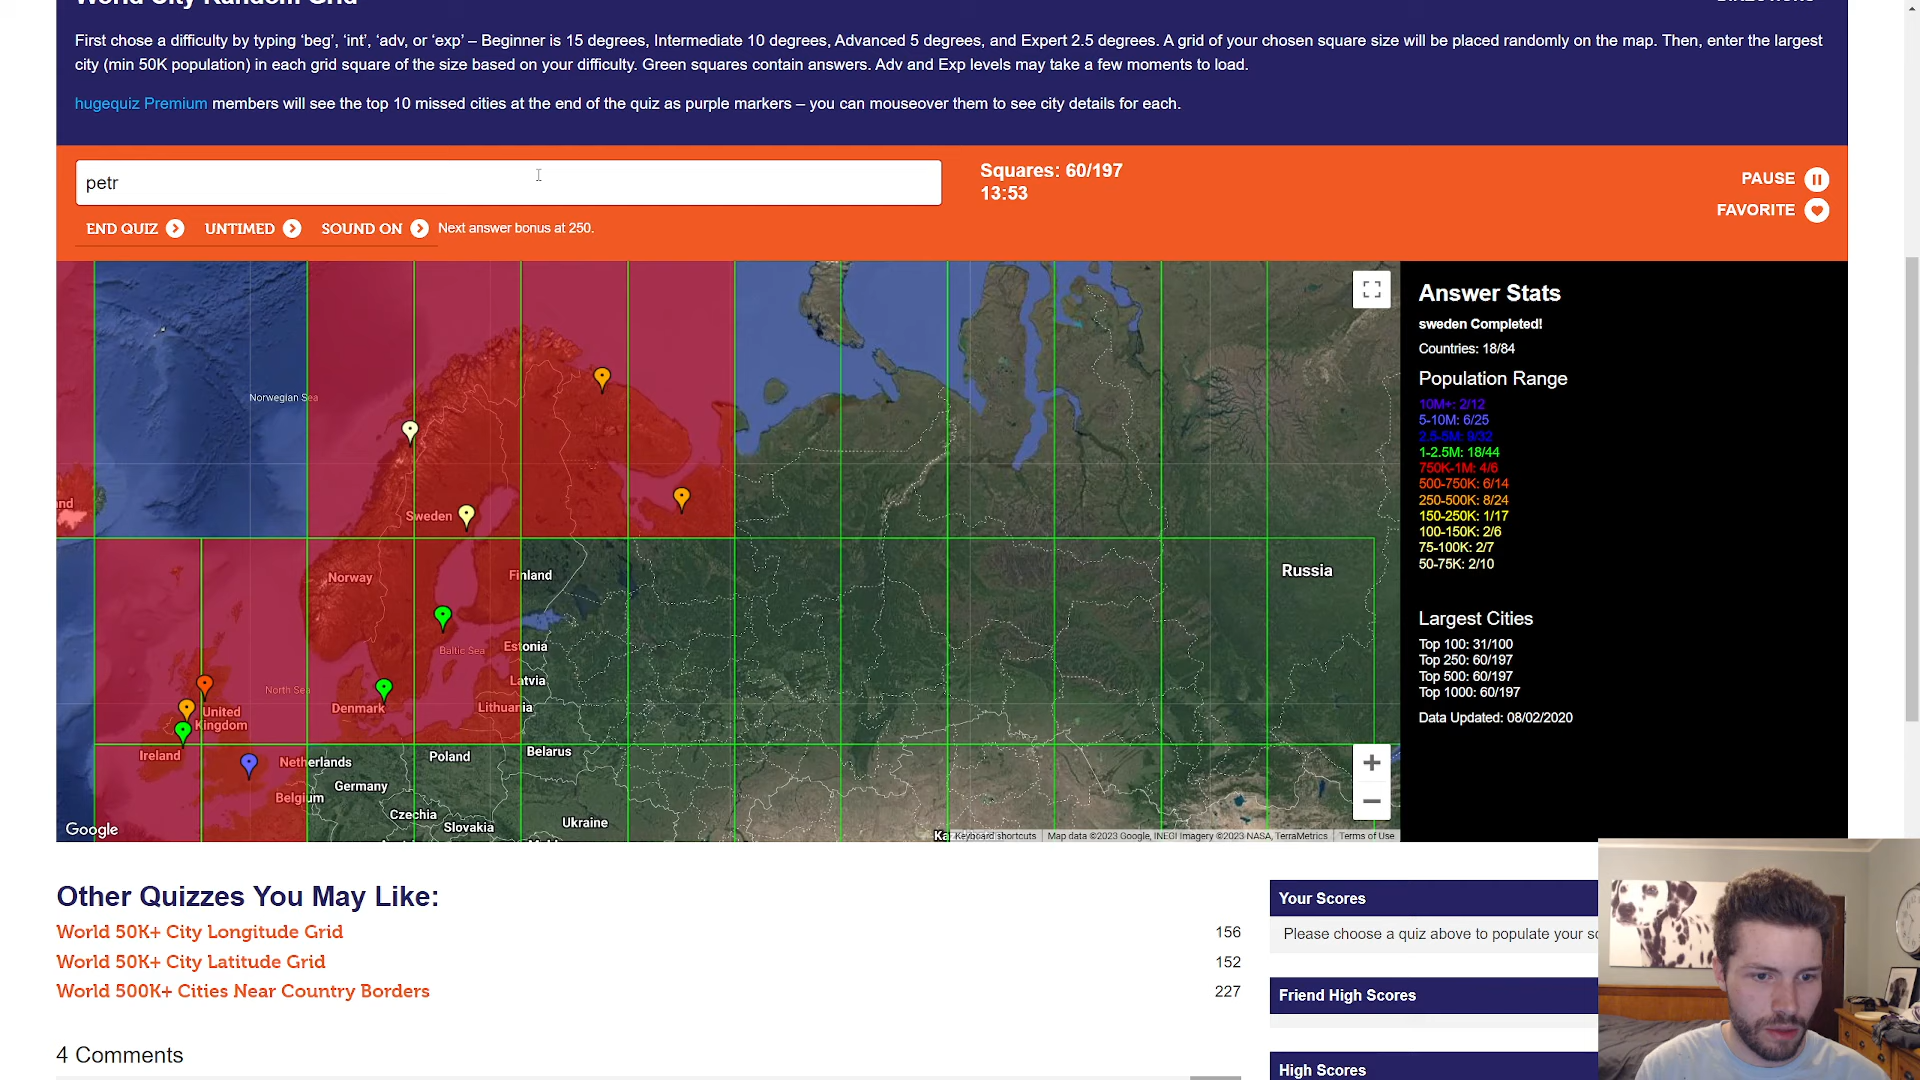 World City Random Grid
First chose a difficulty by typing ‘beg’, ‘int’, ‘adv, or ‘exp’ – Beginner is 15 degrees, Intermediate 10 degrees, Advanced 5 degrees, and Expert 2.5 degrees. A grid of your chosen square size will be placed randomly on the map. Then, enter the largest
city (min 50K population) in each grid square of the size based on your difficulty. Green squares contain answers. Adv and Exp levels may take a few moments to load.
hugequiz Premium members will see the top 10 missed cities at the end of the quiz as purple markers – you can mouseover them to see city details for each.
petr
Squares: 60/197
13:53
PAUSE
FAVORITE
END QUIZ
UNTIMED
SOUND ON
Next answer bonus at 250.
Norwegian Sea
Sweden
Norway
Finland
Russia
Estonia
Baltic Sea
Latvia
North Sea
Denmark
Lithuania
United
Kingdom
Ireland
Netherlands
Poland
Belarus
Germany
Belgium
Czechia
Slovakia
Ukraine
Google
Keyboard shortcuts
Map data ©2023 Google, INEGI Imagery ©2023 NASA, TerraMetrics
Terms of Use
Answer Stats
sweden Completed!
Countries: 18/84
Population Range
10M+: 2/12
5-10M: 6/25
2.5-5M: 9/32
1-2.5M: 18/44
750K-1M: 4/6
500-750K: 6/14
250-500K: 8/24
150-250K: 1/17
100-150K: 2/6
75-100K: 2/7
50-75K: 2/10
Largest Cities
Top 100: 31/100
Top 250: 60/197
Top 500: 60/197
Top 1000: 60/197
Data Updated: 08/02/2020
Other Quizzes You May Like:
World 50K+ City Longitude Grid 156
World 50K+ City Latitude Grid 152
World 500K+ Cities Near Country Borders 227
4 Comments
Your Scores
Please choose a quiz above to populate your
Friend High Scores
High Scores